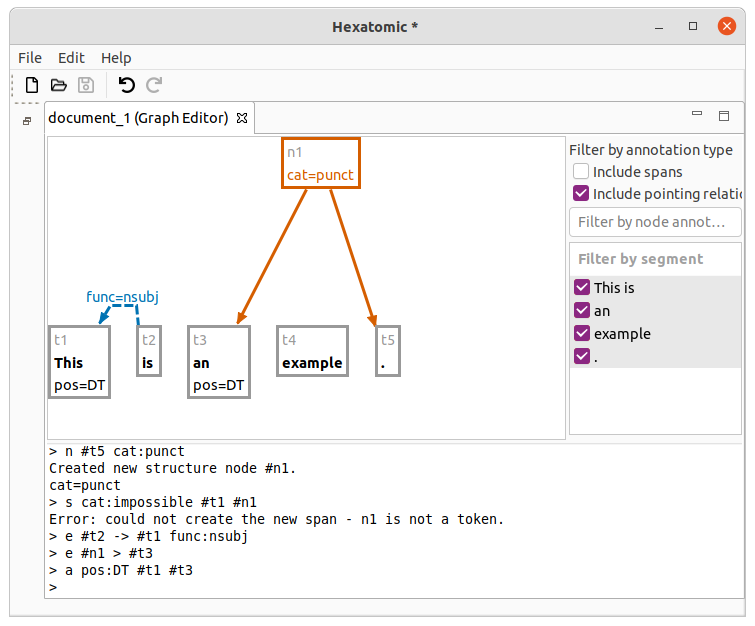 Hexatomic *
File Edit Help
document_1 (Graph Editor)
n1
cat=punct
func=nsubj
t1
This
pos=DT
t2
is
t3
an
pos=DT
t4
example
t5
.
Filter by annotation type
Include spans
Include pointing relatio
Filter by node annot...
Filter by segment
This is
an
example
.
> n #t5 cat:punct
Created new structure node #n1.
cat=punct
> s cat:impossible #t1 #n1
Error: could not create the new span - n1 is not a token.
> e #t2 -> #t1 func:nsubj
> e #n1 > #t3
> a pos:DT #t1 #t3
>